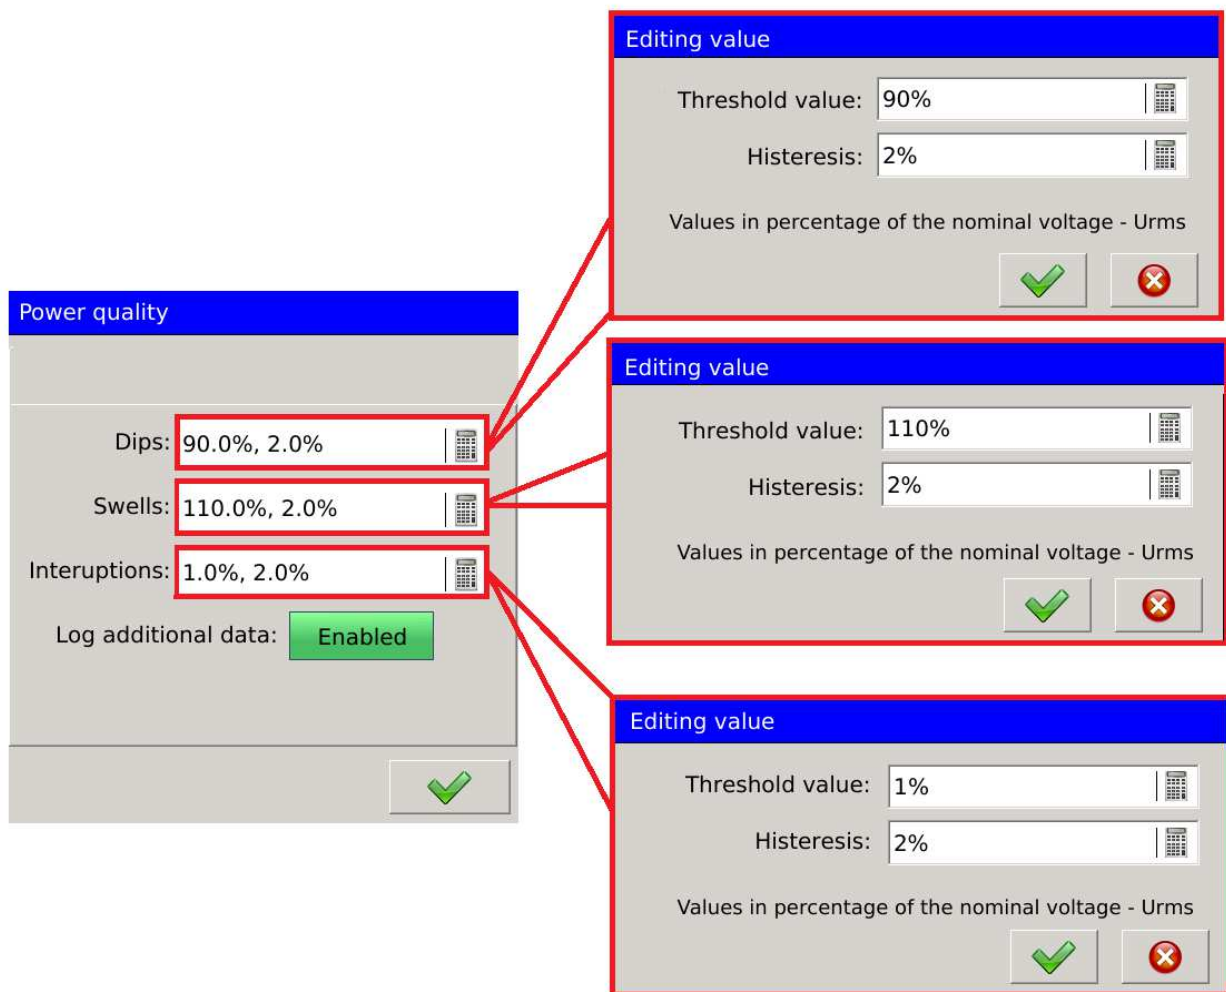 Power quality
Dips: 90.0%, 2.0%
Swells: 110.0%, 2.0%
Interuptions: 1.0%, 2.0%
Log additional data: Enabled
Editing value
Threshold value: 90%
Histeresis: 2%
Values in percentage of the nominal voltage - Urms
Editing value
Threshold value: 110%
Histeresis: 2%
Values in percentage of the nominal voltage - Urms
Editing value
Threshold value: 1%
Histeresis: 2%
Values in percentage of the nominal voltage - Urms